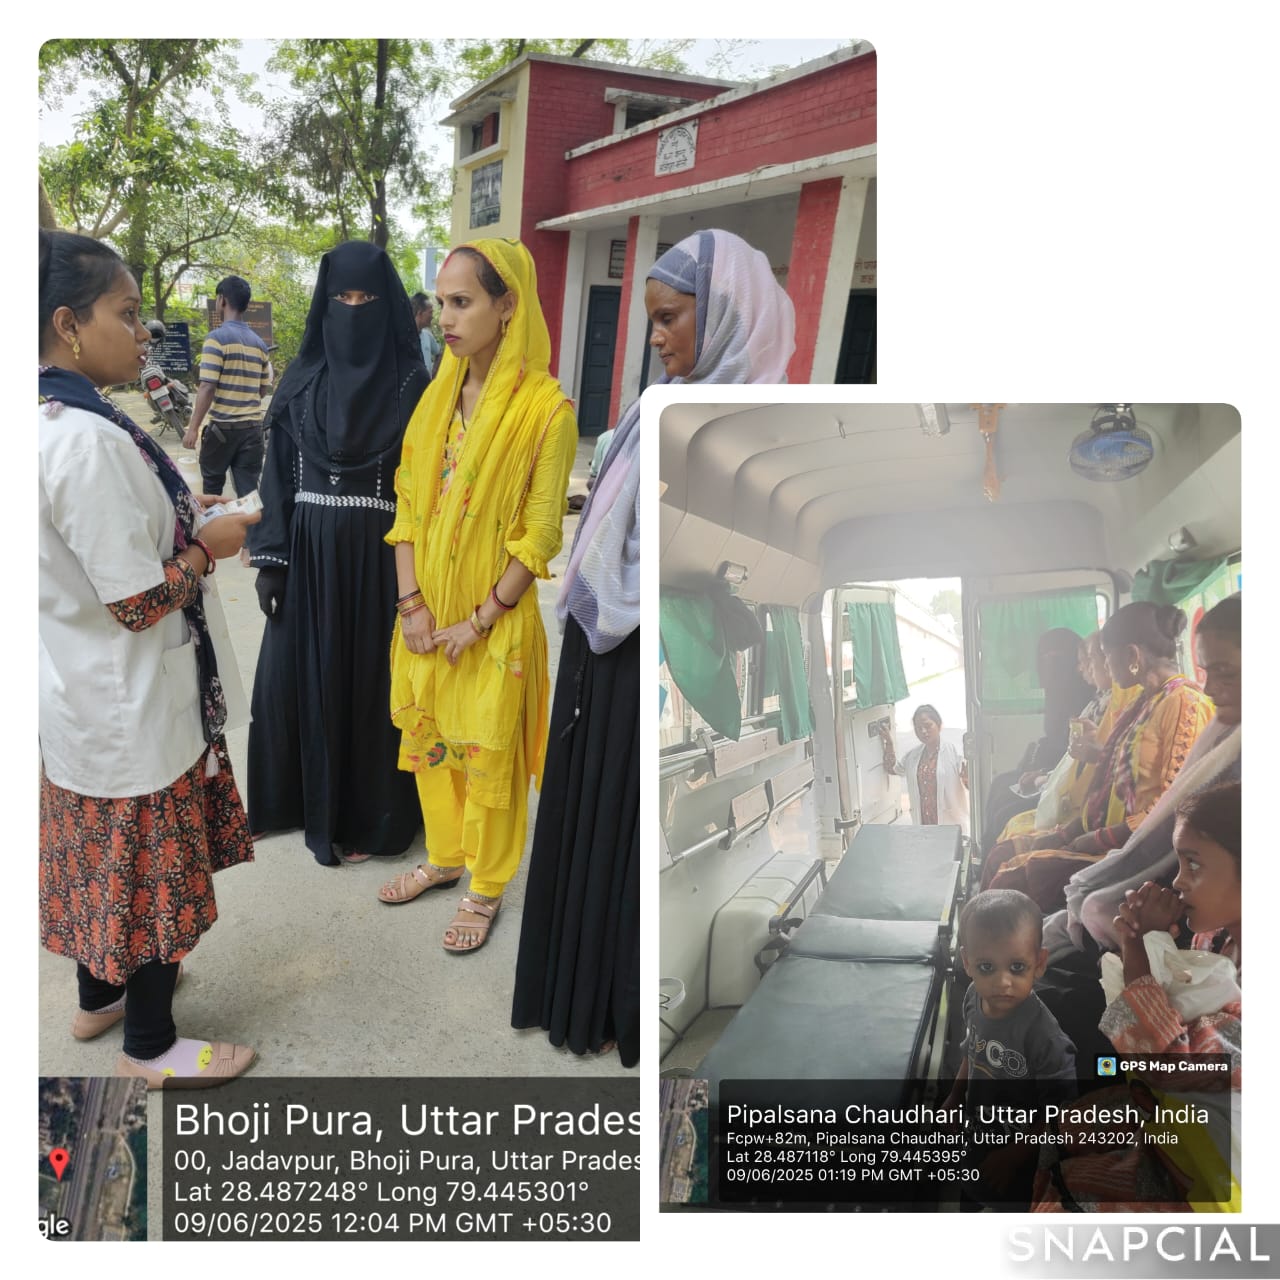 Bhoji Pura, Uttar Prades
00, Jadavpur, Bhoji Pura, Uttar Prades
Lat 28.487248° Long 79.445301°
09/06/2025 12:04 PM GMT +05:30
gle
GPS Map Camera
Pipalsana Chaudhari, Uttar Pradesh, India
Fcpw+82m, Pipalsana Chaudhari, Uttar Pradesh 243202, India
Lat 28.487118° Long 79.445395°
09/06/2025 01:19 PM GMT +05:30
SNAPCIAL